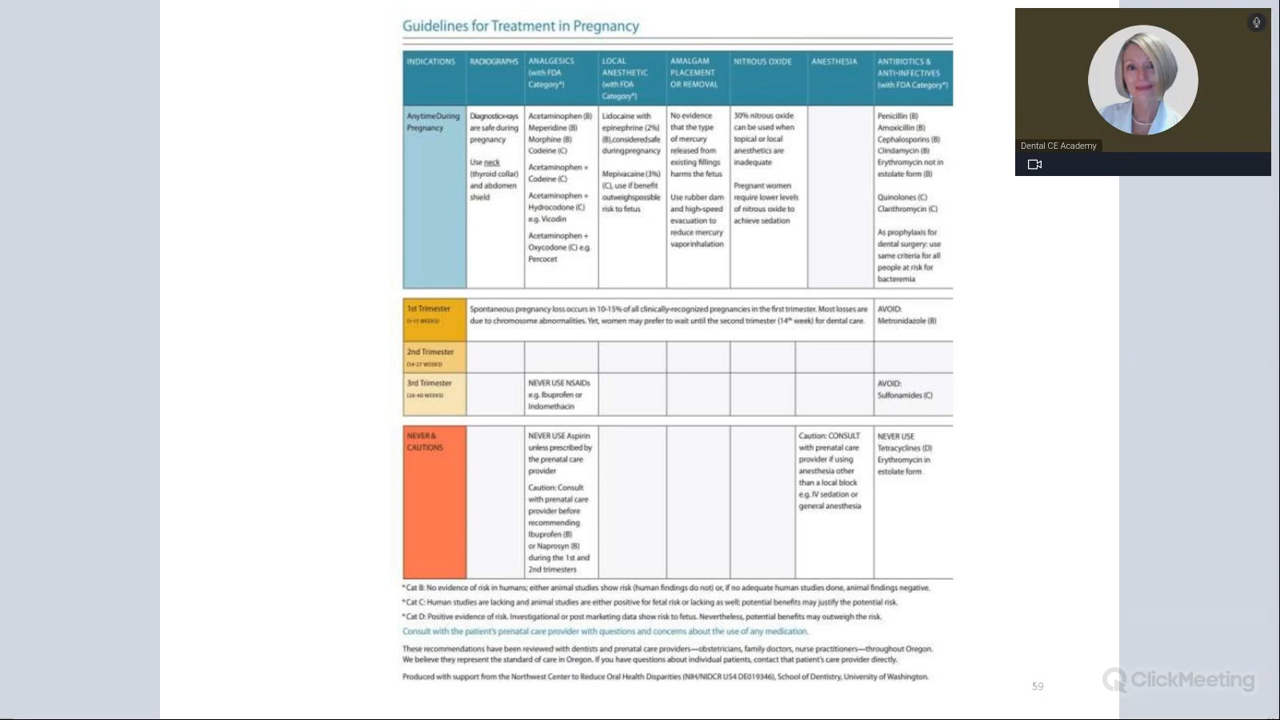 Guidelines for Treatment in Pregnancy
INDICATIONS
RADIOGRAPHS
ANALGESICS
(with FDA
Category*)
LOCAL
ANESTHETIC
(with FDA
Category*)
AMALGAM
PLACEMENT
OR REMOVAL
NITROUS OXIDE
ANESTHESIA
ANTIBIOTICS &
ANTI-INFECTIVES
(with FDA Category*)
AnytimeDuring
Pregnancy
Diagnosticx-rays
are safe during
pregnancy
Use neck
(thyroid collar)
and abdomen
shield
Acetaminophen (B)
Meperidine (B)
Morphine (B)
Codeine (C)
Acetaminophen +
Codeine (C)
Acetaminophen +
Hydrocodone (C)
e.g. Vicodin
Acetaminophen +
Oxycodone (C) e.g.
Percocet
Lidocaine with
epinephrine (2%)
(B),consideredsafe
duringpregnancy
Mepivacaine (3%)
(C), use if benefit
outweighspossible
risk to fetus
No evidence
that the type
of mercury
released from
existing fillings
harms the fetus
Use rubber dam
and high-speed
evacuation to
reduce mercury
vaporinhalation
30% nitrous oxide
can be used when
topical or local
anesthetics are
inadequate
Pregnant women
require lower levels
of nitrous oxide to
achieve sedation
Penicillin (B)
Amoxicillin (B)
Cephalosporins (B)
Clindamycin (B)
Erythromycin not in
estolate form (B)
Quinolones (C)
Clarithromycin (C)
As prophylaxis for
dental surgery: use
same criteria for all
people at risk for
bacteremia
1st Trimester
Spontaneous pregnancy loss occurs in 10-15% of all clinically-recognized pregnancies in the first trimester. Most losses are
due to chromosome abnormalities. Yet, women may prefer to wait until the second trimester (14th week) for dental care.
AVOID:
Metronidazole (B)
2nd Trimester
(14-27 WEEKS)
3rd Trimester
(28-40 WEEKS)
NEVER USE NSAIDs
e.g. Ibuprofen or
Indomethacin
AVOID:
Sulfonamides (C)
NEVER &
CAUTIONS
NEVER USE Aspirin
unless prescribed by
the prenatal care
provider
Caution: Consult
with prenatal care
provider before
recommending
Ibuprofen (B)
or Naprosyn (B)
during the 1st and
2nd trimesters
Caution: CONSULT
with prenatal care
provider if using
anesthesia other
than a local block
e.g. IV sedation or
general anesthesia
NEVER USE
Tetracyclines (D)
Erythromycin in
estolate form
*Cat B: No evidence of risk in humans; either animal studies show risk (human findings do not) or, if no adequate human studies done, animal findings negative.
*Cat C: Human studies are lacking and animal studies are either positive for fetal risk or lacking as well; potential benefits may justify the potential risk.
*Cat D: Positive evidence of risk. Investigational or post marketing data show risk to fetus. Nevertheless, potential benefits may outweigh the risk.
Consult with the patient's prenatal care provider with questions and concerns about the use of any medication.
These recommendations have been reviewed with dentists and prenatal care providers—obstetricians, family doctors, nurse practitioners—throughout Oregon.
We believe they represent the standard of care in Oregon. If you have questions about individual patients, contact that patient's care provider directly.
Produced with support from the Northwest Center to Reduce Oral Health Disparities (NIH/NIDCR U54 DE019346), School of Dentistry, University of Washington.
59
Dental CE Academy
ClickMeeting